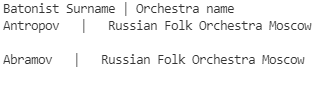 Batonist Surname | Orchestra name
Antropov | Russian Folk Orchestra Moscow
Abramov | Russian Folk Orchestra Moscow